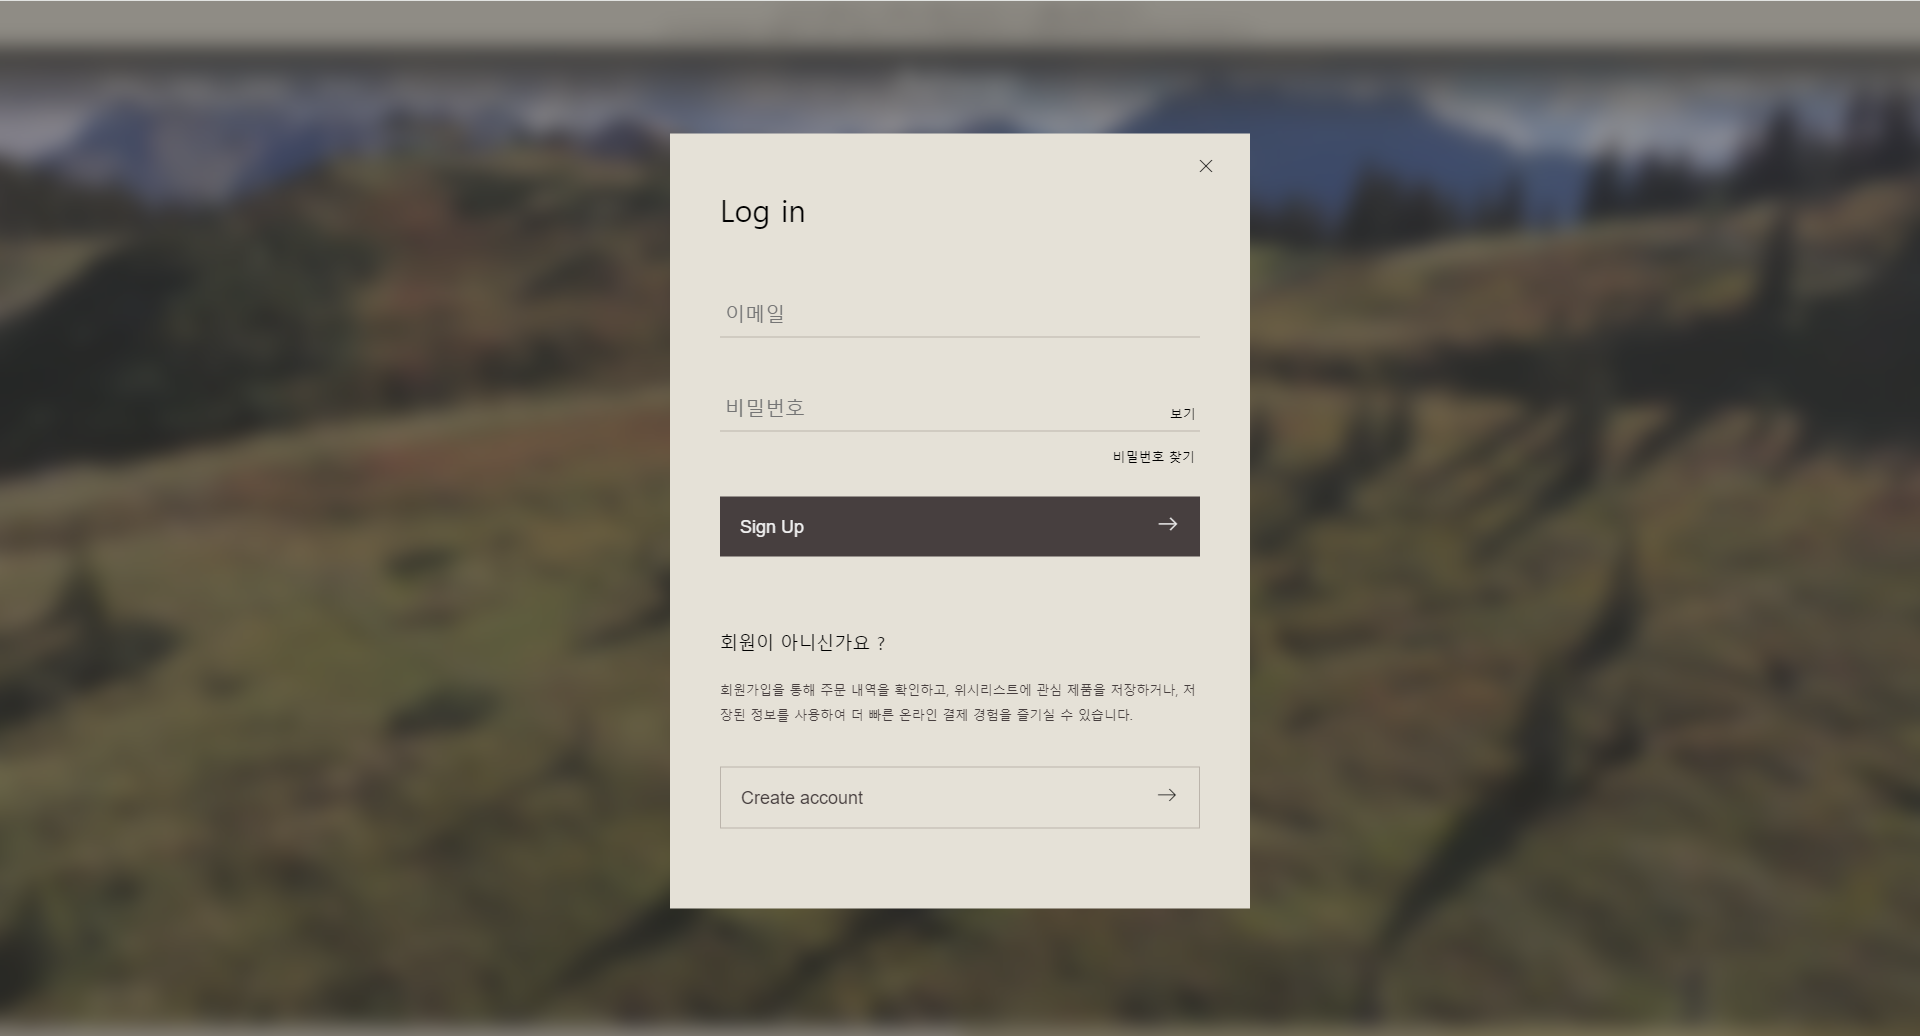 Log in
이메일
비밀번호
보기
비밀번호 찾기
Sign Up
회원이 아니신가요 ?
회원가입을 통해 주문 내역을 확인하고, 위시리스트에 관심 제품을 저장하거나, 저
장된 정보를 사용하여 더 빠른 온라인 결제 경험을 즐기실 수 있습니다.
Create account